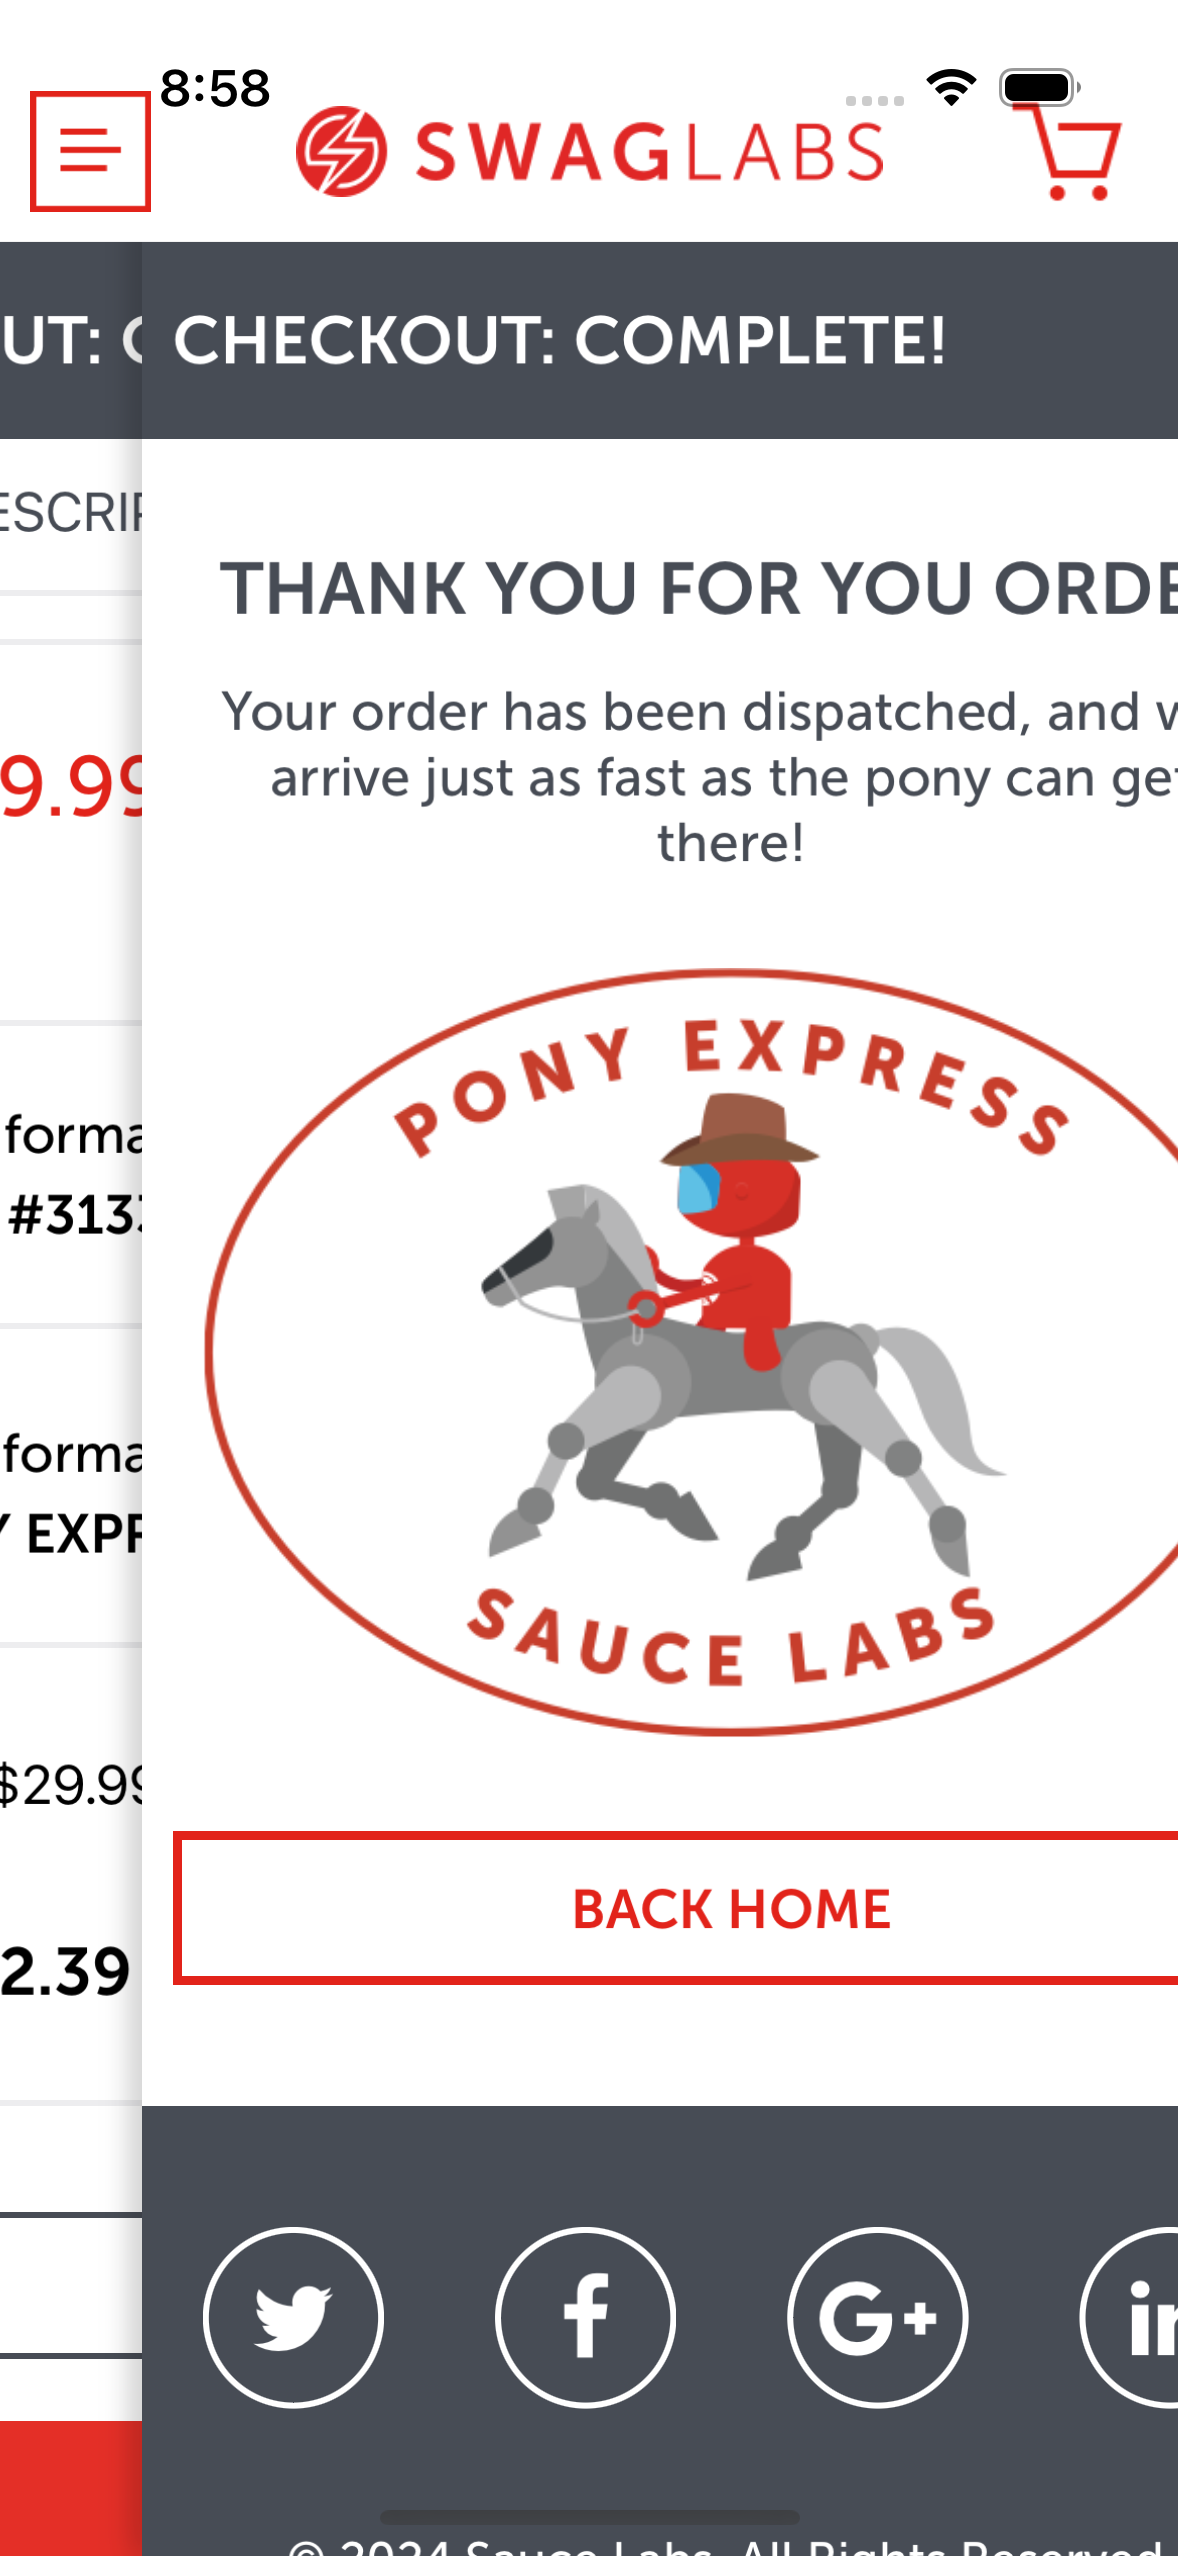 8:58
SWAGLABS
UT:
CHECKOUT: COMPLETE!
ESCRIP
THANK YOU FOR YOU ORDE
Your order has been dispatched, and w
arrive just as fast as the pony can get
there!
9.99
PONY EXPRESS
forma
#313
forma
Y EXPR
SAUCE LABS
$29.99
BACK HOME
2.39
f
G+
in
© 2024 Sauce Labs. All Rights Reserved.